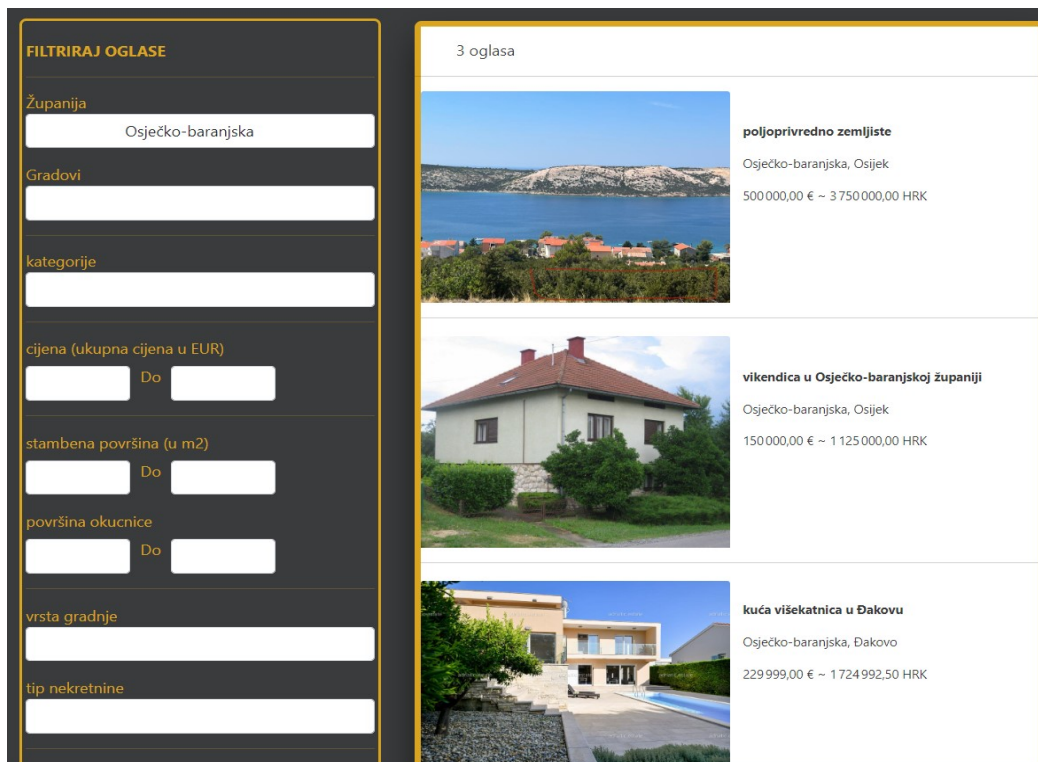 FILTRIRAJ OGLASE
Županija
Osječko-baranjska
Gradovi
kategorije
cijena (ukupna cijena u EUR)
Do
stambena površina (u m2)
Do
površina okucnice
Do
vrsta gradnje
tip nekretnine
3 oglasa
poljoprivredno zemljiste
Osječko-baranjska, Osijek
500 000,00 € ~ 3 750 000,00 HRK
vikendica u Osječko-baranjskoj županiji
Osječko-baranjska, Osijek
150 000,00 € ~ 1 125 000,00 HRK
kuća višekatnica u Đakovu
Osječko-baranjska, Đakovo
229 999,00 € ~ 1 724 992,50 HRK